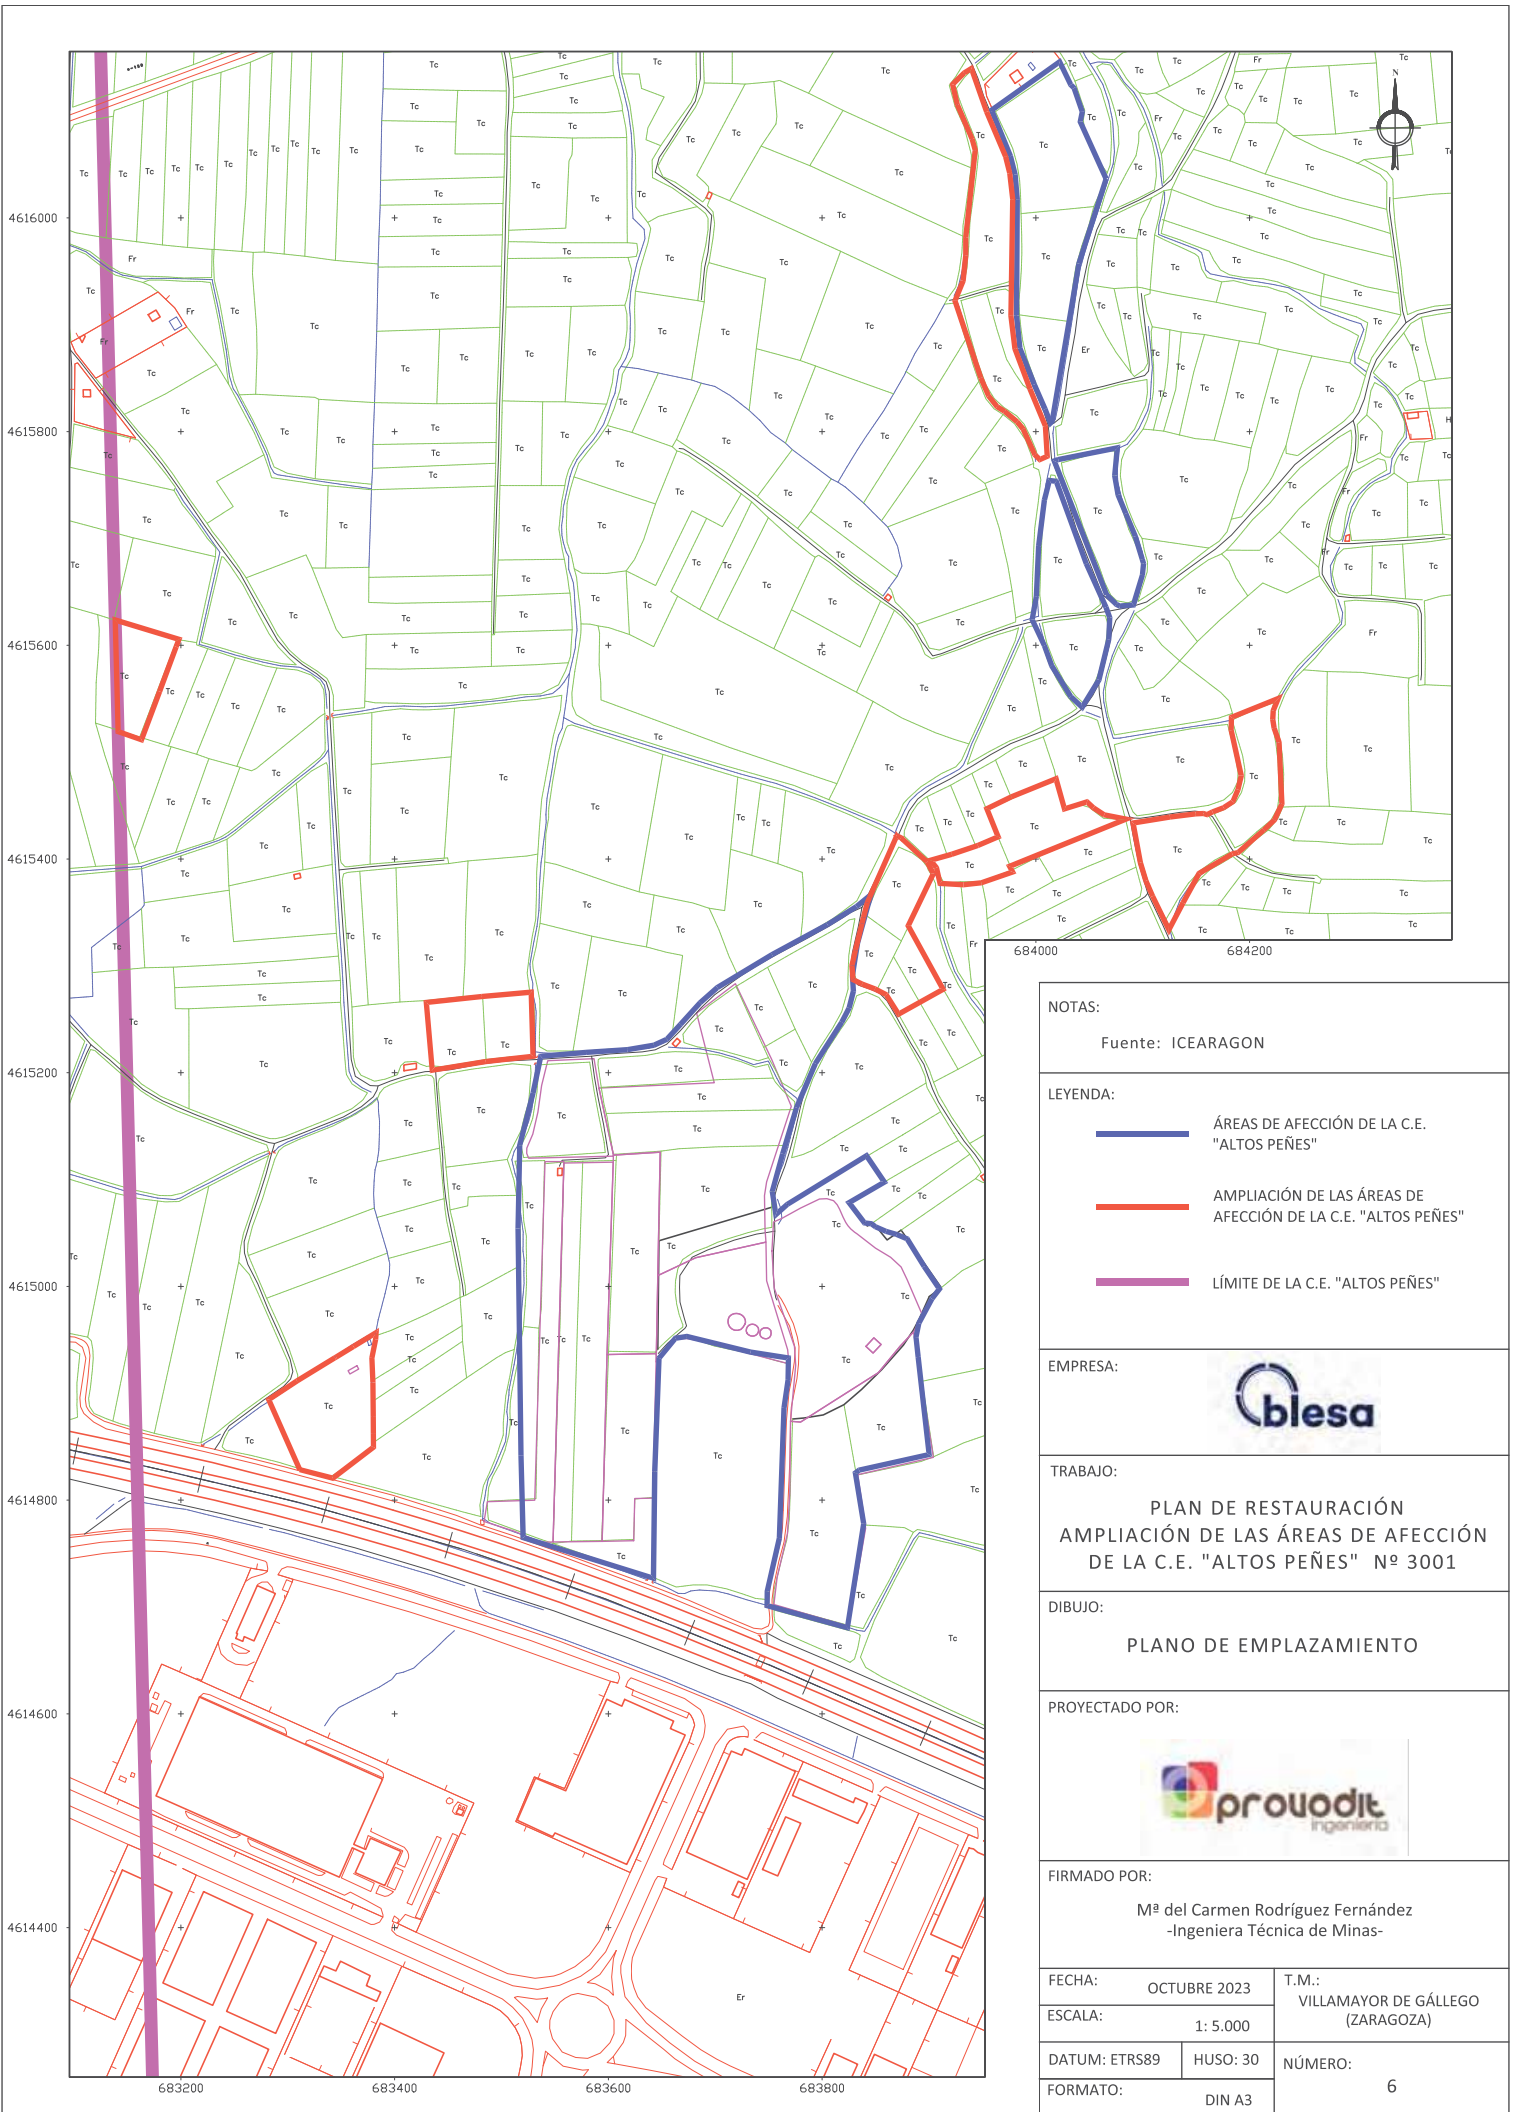 N
4616000
4615800
4615600
4615400
4615200
4615000
4614800
4614600
4614400
683200
683400
683600
683800
684000
684200
Tc
Fr
Er
NOTAS:
Fuente: ICEARAGON
LEYENDA:
ÁREAS DE AFECCIÓN DE LA C.E.
"ALTOS PEÑES"
AMPLIACIÓN DE LAS ÁREAS DE
AFECCIÓN DE LA C.E. "ALTOS PEÑES"
LÍMITE DE LA C.E. "ALTOS PEÑES"
EMPRESA:
blesa
TRABAJO:
PLAN DE RESTAURACIÓN
AMPLIACIÓN DE LAS ÁREAS DE AFECCIÓN
DE LA C.E. "ALTOS PEÑES" Nº 3001
DIBUJO:
PLANO DE EMPLAZAMIENTO
PROYECTADO POR:
provodit
ingeniería
FIRMADO POR:
Mª del Carmen Rodríguez Fernández
-Ingeniera Técnica de Minas-
FECHA:
OCTUBRE 2023
T.M.:
VILLAMAYOR DE GÁLLEGO
(ZARAGOZA)
ESCALA:
1: 5.000
DATUM: ETRS89
HUSO: 30
NÚMERO:
6
FORMATO:
DIN A3